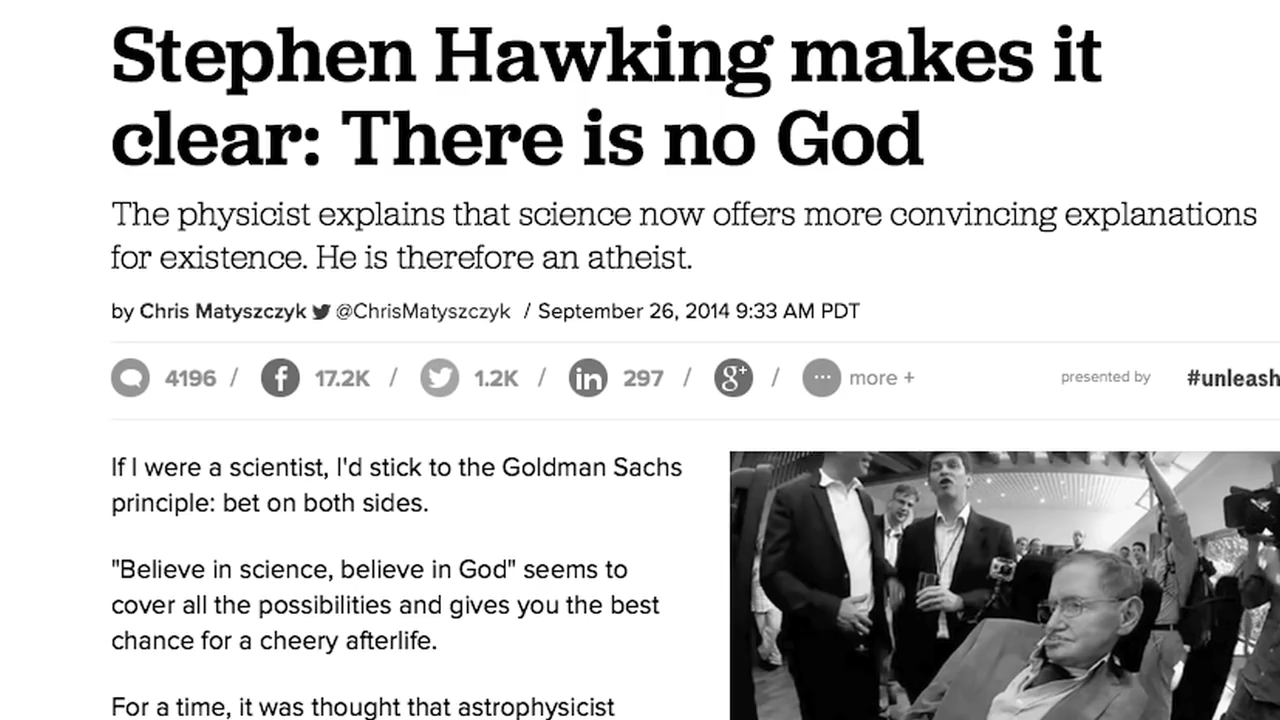 Stephen Hawking makes it
clear: There is no God
The physicist explains that science now offers more convincing explanations
for existence. He is therefore an atheist.
by Chris Matyszczyk @ChrisMatyszczyk / September 26, 2014 9:33 AM PDT
4196 / f 17.2K / 1.2K / in 297 / g+ / ... more +
presented by #unleash
If I were a scientist, I'd stick to the Goldman Sachs
principle: bet on both sides.
"Believe in science, believe in God" seems to
cover all the possibilities and gives you the best
chance for a cheery afterlife.
For a time, it was thought that astrophysicist